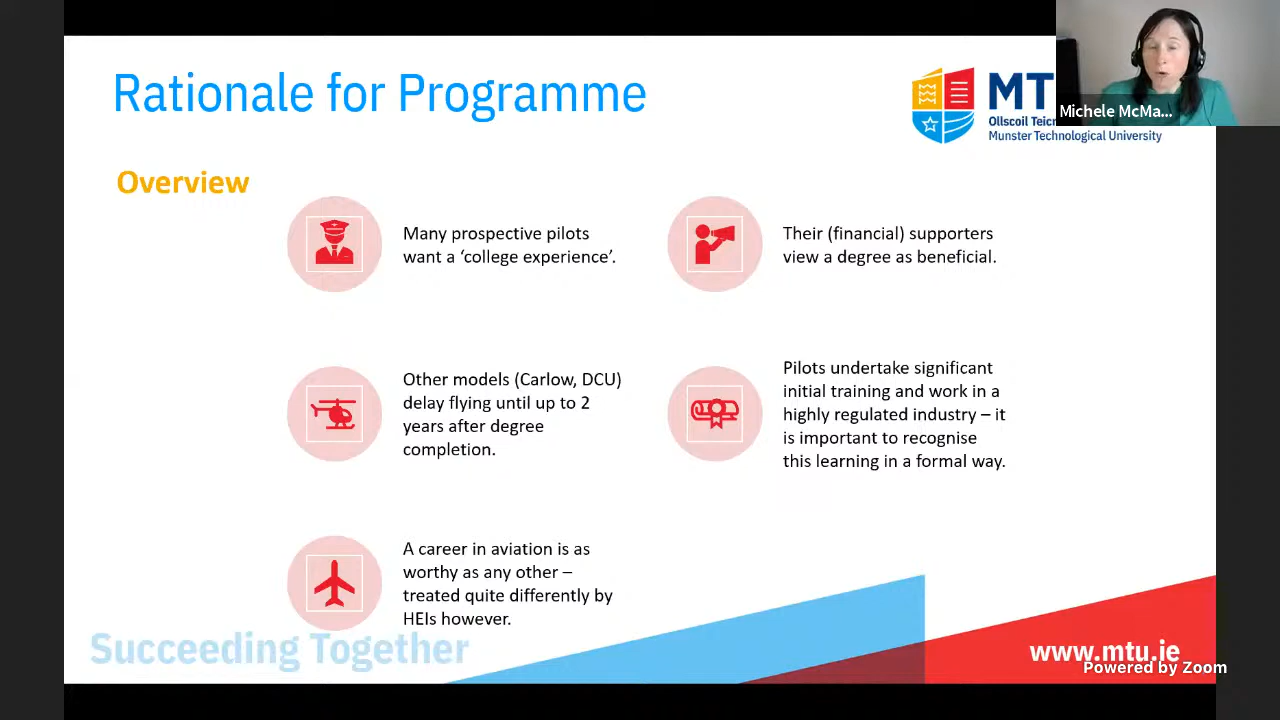 Rationale for Programme
MT
Ollscoil Teicn
Munster Technological University
Michele McMa...
Overview
Many prospective pilots
want a ‘college experience’.
Their (financial) supporters
view a degree as beneficial.
Other models (Carlow, DCU)
delay flying until up to 2
years after degree
completion.
Pilots undertake significant
initial training and work in a
highly regulated industry – it
is important to recognise
this learning in a formal way.
A career in aviation is as
worthy as any other –
treated quite differently by
HEIs however.
Succeeding Together
www.mtu.ie
Powered by Zoom